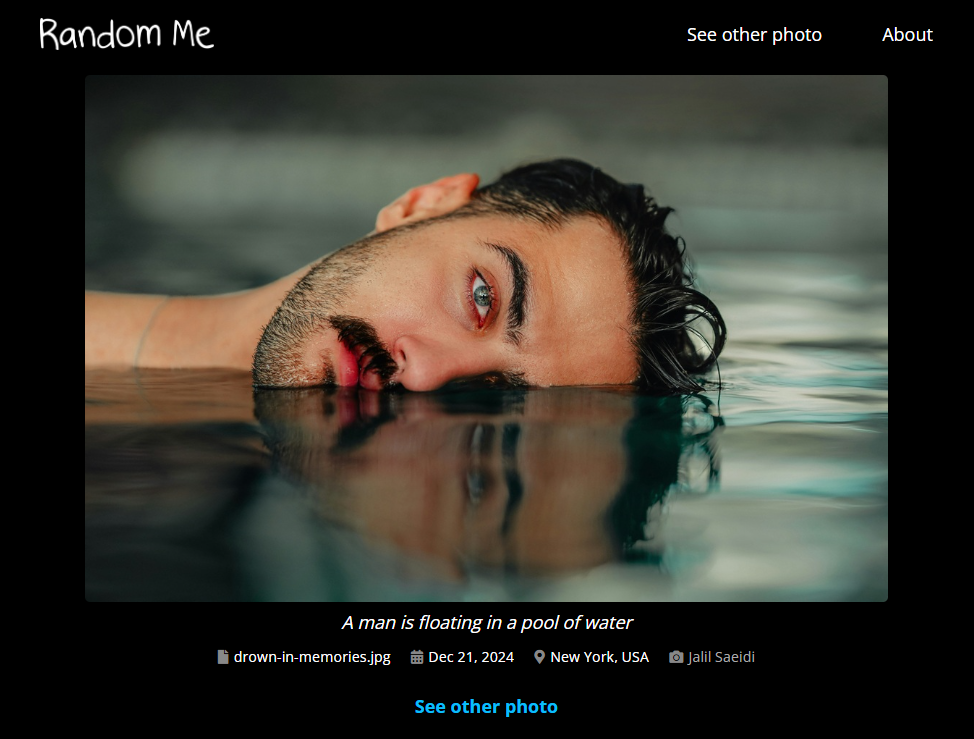 Random Me
See other photo About
A man is floating in a pool of water
drown-in-memories.jpg Dec 21, 2024 New York, USA Jalil Saeidi
See other photo